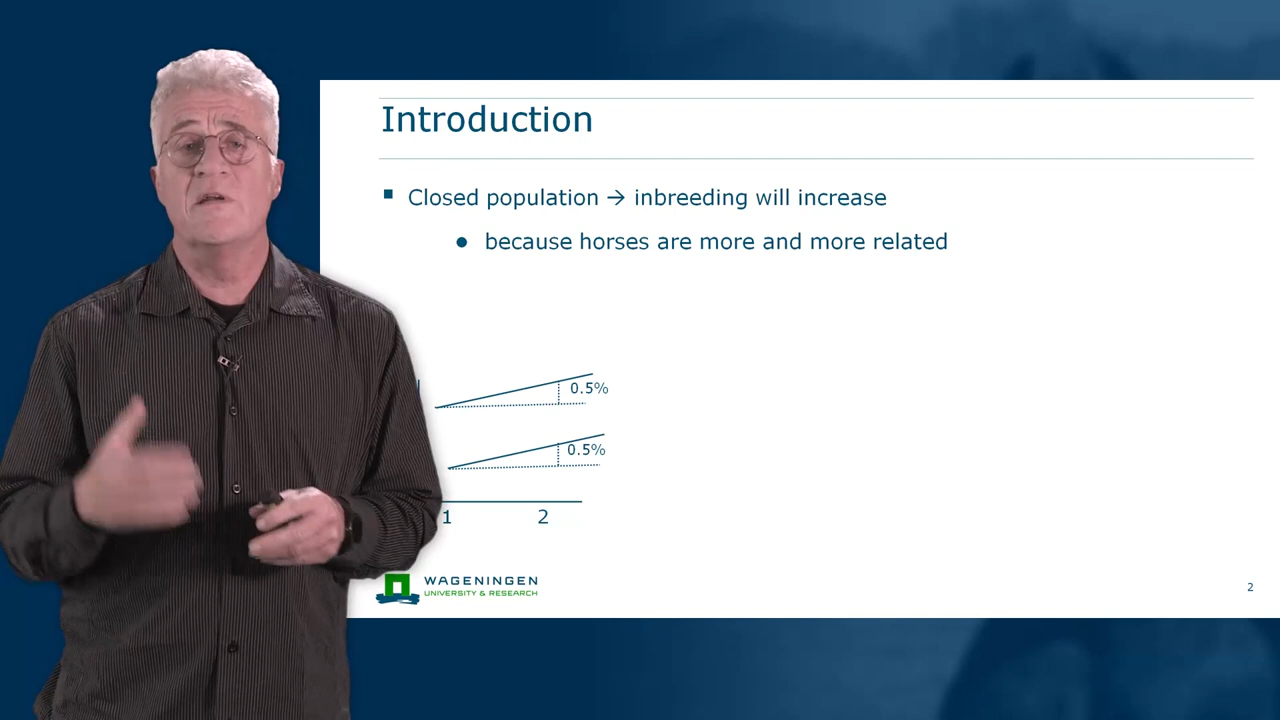 Introduction
Closed population → inbreeding will increase
because horses are more and more related
0.5%
0.5%
1 2
WAGENINGEN
UNIVERSITY & RESEARCH
2